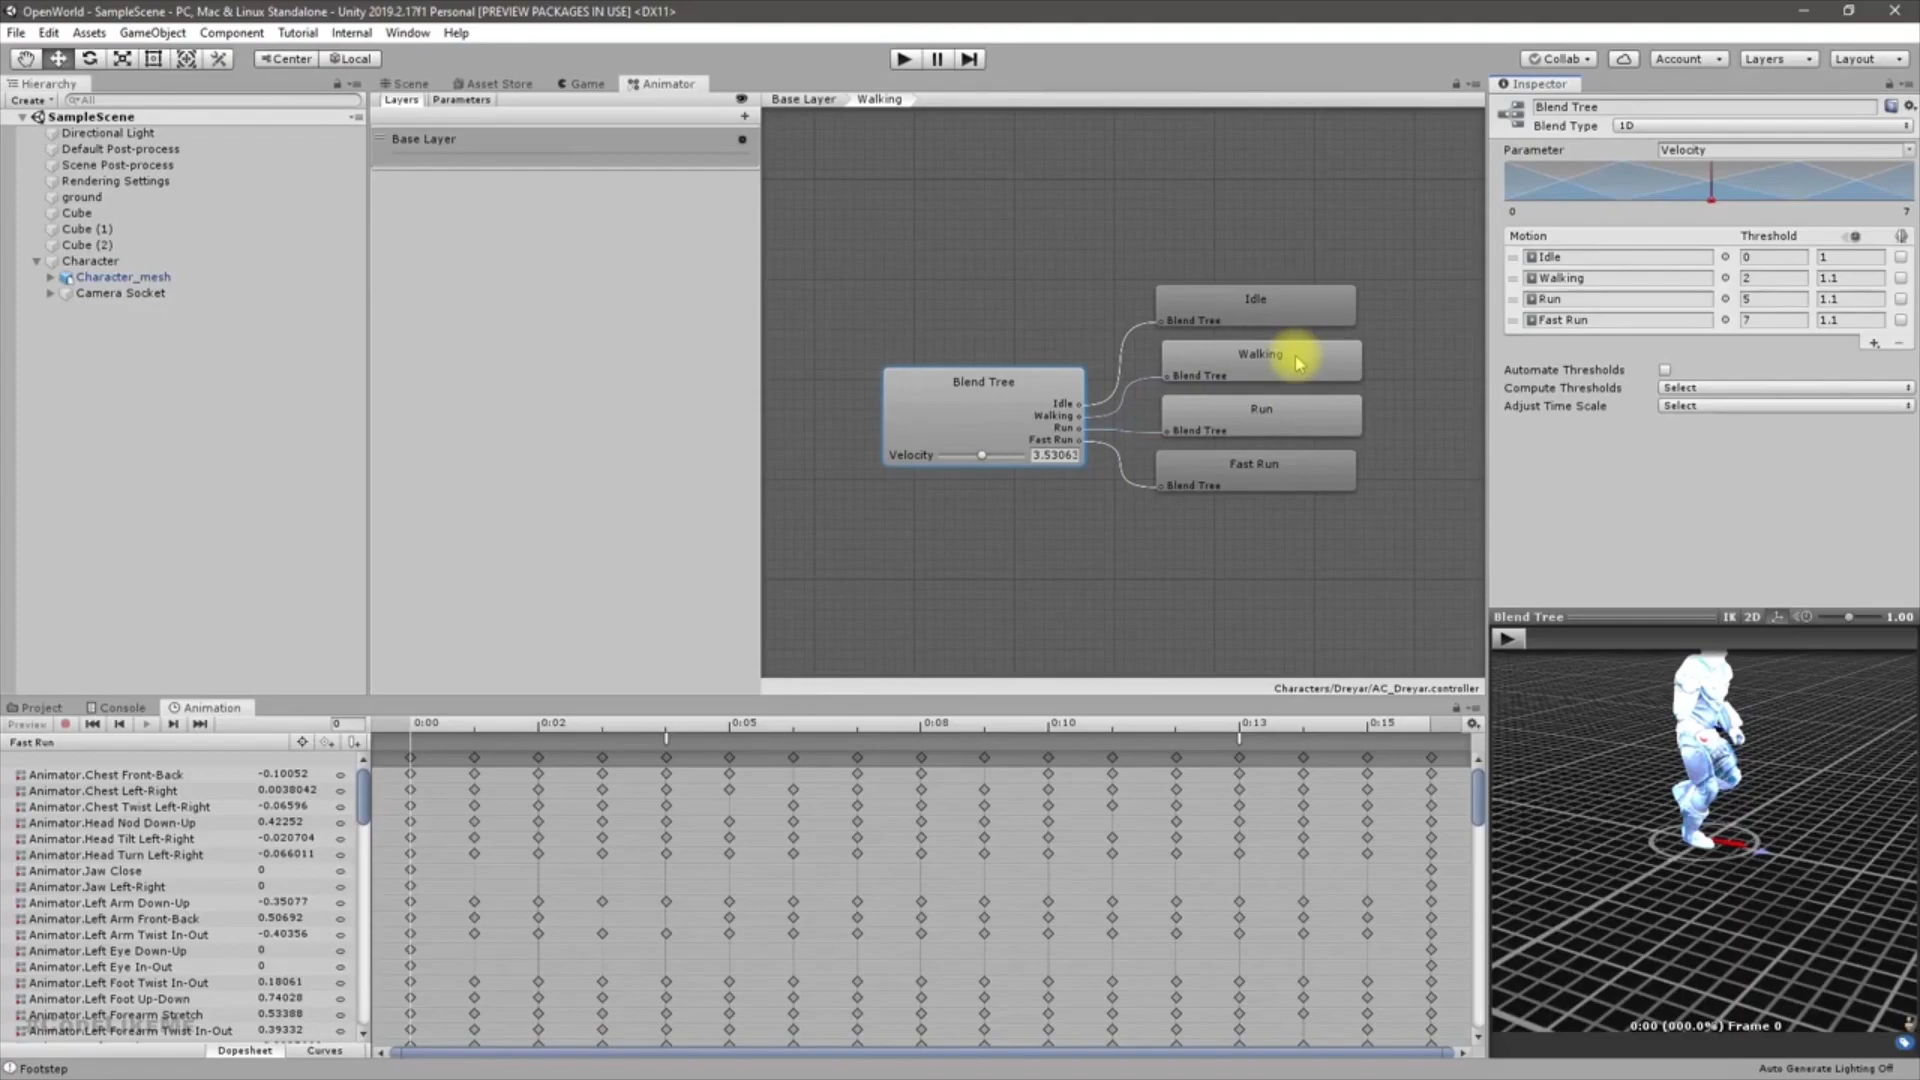 OpenWorld - SampleScene - PC, Mac & Linux Standalone - Unity 2019.2.17f1 Personal [PREVIEW PACKAGES IN USE] <DX11>
File Edit Assets GameObject Component Tutorial Internal Window Help
Center Local Collab Account Layers Layout
Hierarchy Scene Asset Store Game Animator Inspector
Create All Layers Parameters Base Layer Walking
Blend Tree
Blend Type 1D
SampleScene
Directional Light
Default Post-process
Scene Post-process
Rendering Settings
ground
Cube
Cube (1)
Cube (2)
Character
Character_mesh
Camera Socket
Base Layer
Idle
Blend Tree
Walking
Blend Tree
Run
Blend Tree
Fast Run
Blend Tree
Blend Tree
Idle
Walking
Run
Fast Run
Velocity 3.53063
Characters/Dreyar/AC_Dreyar.controller
Parameter Velocity
0 7
Motion Threshold
Idle 0 1
Walking 2 1.1
Run 5 1.1
Fast Run 7 1.1
Automate Thresholds
Compute Thresholds Select
Adjust Time Scale Select
Blend Tree IK 2D 1.00
0:00 (000.0%) Frame 0
Project Console Animation
Preview 0 0:00 0:02 0:05 0:08 0:10 0:13 0:15
Fast Run
Animator.Chest Front-Back -0.10052
Animator.Chest Left-Right 0.0038042
Animator.Chest Twist Left-Right -0.06596
Animator.Head Nod Down-Up 0.42252
Animator.Head Tilt Left-Right -0.020704
Animator.Head Turn Left-Right -0.066011
Animator.Jaw Close 0
Animator.Jaw Left-Right 0
Animator.Left Arm Down-Up -0.35077
Animator.Left Arm Front-Back 0.50692
Animator.Left Arm Twist In-Out -0.40356
Animator.Left Eye Down-Up 0
Animator.Left Eye In-Out 0
Animator.Left Foot Twist In-Out 0.18061
Animator.Left Foot Up-Down 0.74028
Animator.Left Forearm Stretch 0.53388
Animator.Left Forearm Twist In-Out 0.39332
Dopesheet Curves
Footstep
Auto Generate Lighting Off